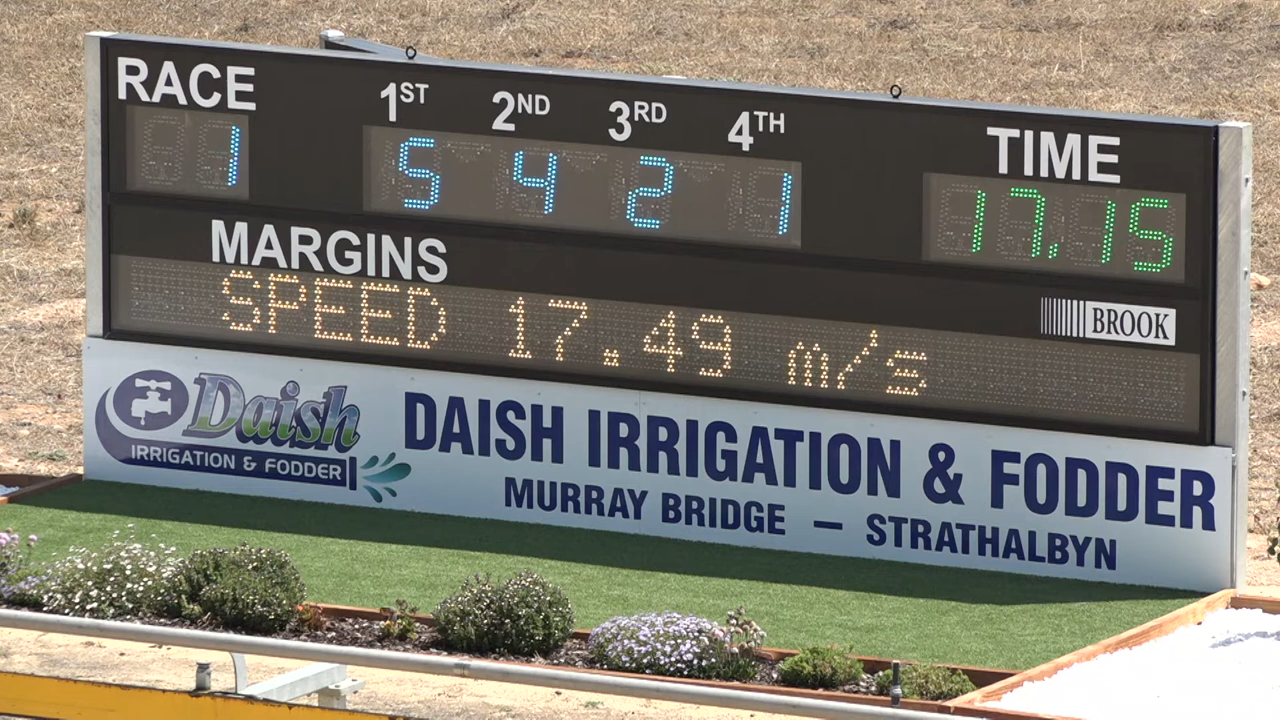 RACE 1ST 2ND 3RD 4TH TIME
1 5 4 2 1 17.15
MARGINS
BROOK
SPEED 17.49 m/s
Daish
IRRIGATION & FODDER
DAISH IRRIGATION & FODDER
MURRAY BRIDGE – STRATHALBYN